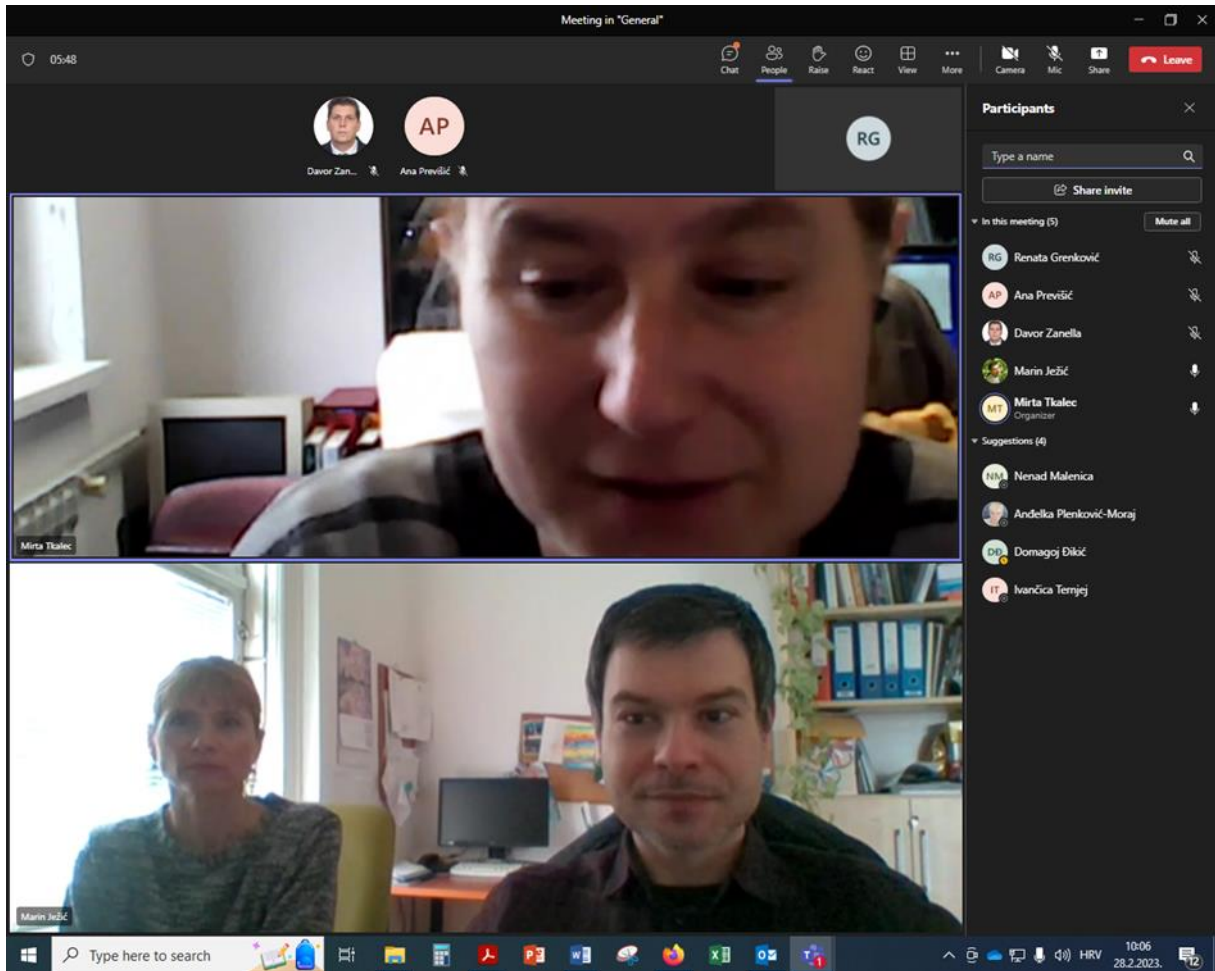 Meeting in "General"
05:48
Chat
People
Raise
React
View
More
Camera
Mic
Share
Leave
Davor Zan...
AP
Ana Previšić
RG
Mirta Tkalec
Marin Ježić
Participants
Type a name
Share invite
In this meeting (5)
Mute all
RG Renata Grenković
AP Ana Previšić
Davor Zanella
Marin Ježić
MT Mirta Tkalec
Organizer
Suggestions (4)
NM Nenad Malenica
Anđelka Plenković-Moraj
DĐ Domagoj Đikić
IT Ivančica Ternjej
Type here to search
HRV
10:06
28.2.2023.
12
1